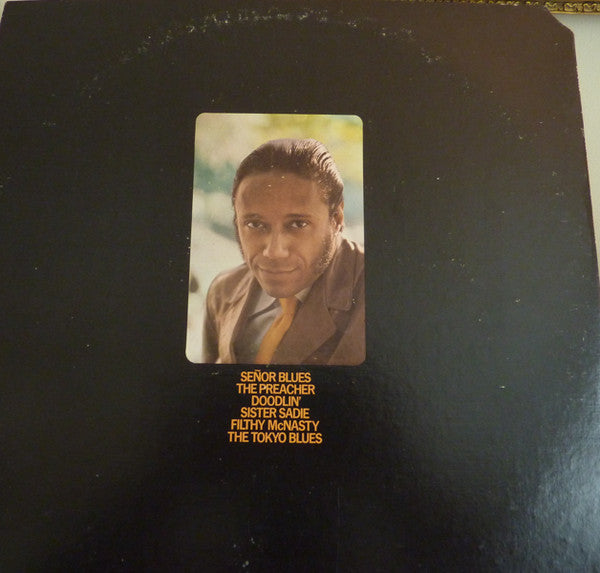 SEÑOR BLUES
THE PREACHER
DOODLIN'
SISTER SADIE
FILTHY McNASTY
THE TOKYO BLUES